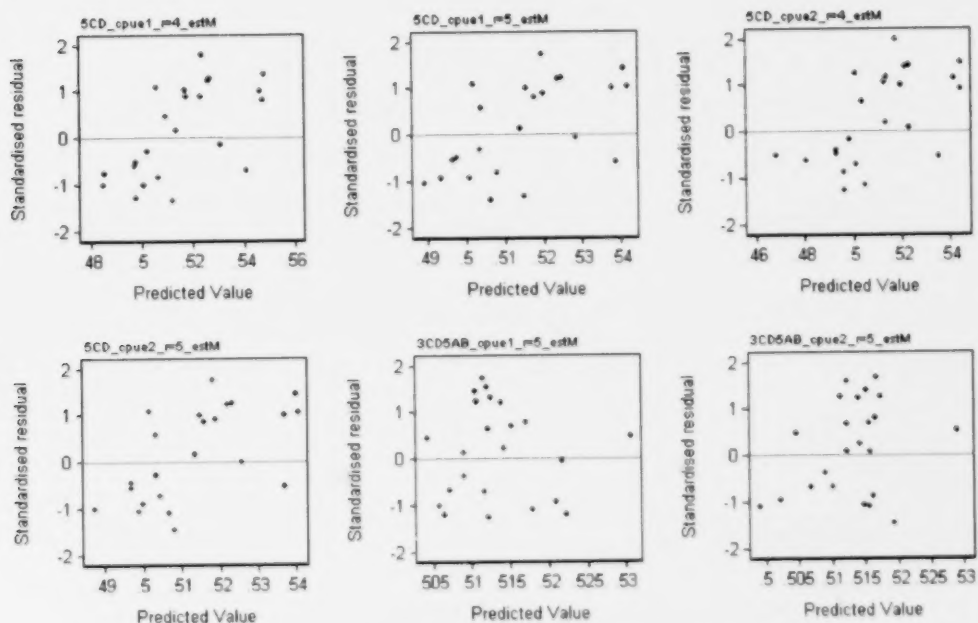 5CD_cpue1_r=4_estM
5CD_cpue1_r=5_estM
5CD_cpue2_r=4_estM
Standardised residual
2
1
0
-1
-2
48 5 52 54 56
Predicted Value
Standardised residual
2
1
0
-1
-2
49 5 51 52 53 54
Predicted Value
Standardised residual
2
1
0
-1
-2
46 48 5 52 54
Predicted Value
5CD_cpue2_r=5_estM
3CD5AB_cpue1_r=5_estM
3CD5AB_cpue2_r=5_estM
Standardised residual
2
1
0
-1
-2
49 5 51 52 53 54
Predicted Value
Standardised residual
2
1
0
-1
-2
505 51 515 52 525 53
Predicted Value
Standardised residual
2
1
0
-1
-2
5 505 51 515 52 525 53
Predicted Value